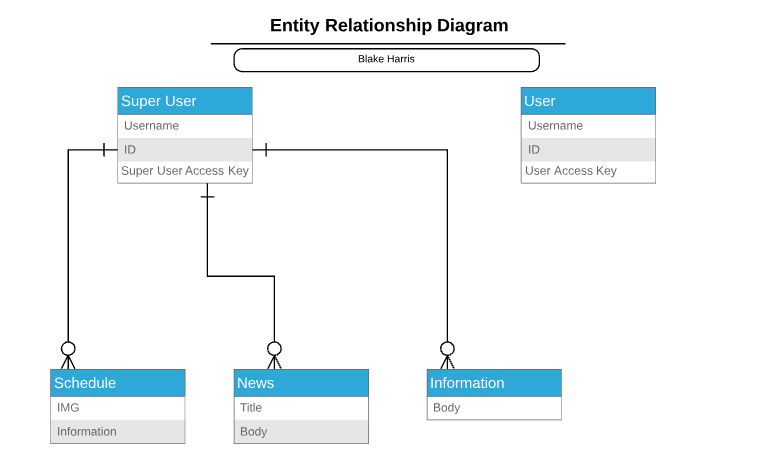 Entity Relationship Diagram
Blake Harris
Super User
Username
ID
Super User Access Key
User
Username
ID
User Access Key
Schedule
IMG
Information
News
Title
Body
Information
Body